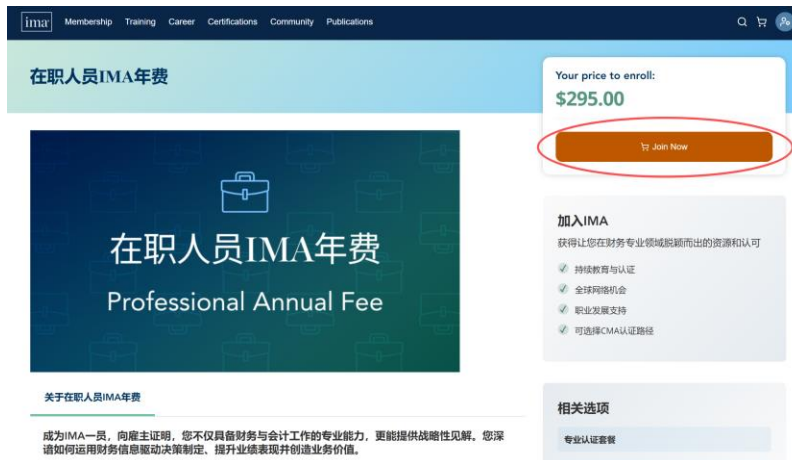 ima
Membership Training Career Certifications Community Publications
在职人员IMA年费
Your price to enroll:
$295.00
Join Now
在职人员IMA年费
Professional Annual Fee
加入IMA
获得让您在财务专业领域脱颖而出的资源和认可
持续教育与认证
全球网络机会
职业发展支持
可选择CMA认证路径
关于在职人员IMA年费
成为IMA一员，向雇主证明，您不仅具备财务与会计工作的专业能力，更能提供战略性见解。您深
谙如何运用财务信息驱动决策制定、提升业绩表现并创造业务价值。
相关选项
专业认证套餐